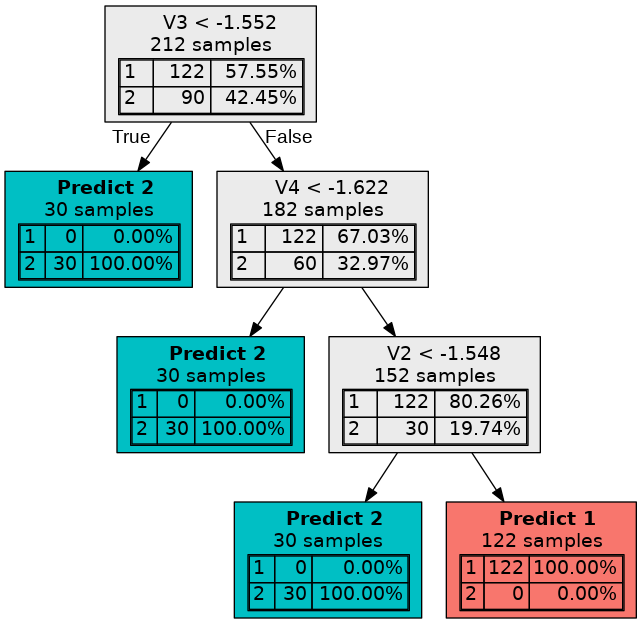 V3 < -1.552
212 samples
1 122 57.55%
2 90 42.45%
True
False
Predict 2
30 samples
1 0 0.00%
2 30 100.00%
V4 < -1.622
182 samples
1 122 67.03%
2 60 32.97%
Predict 2
30 samples
1 0 0.00%
2 30 100.00%
V2 < -1.548
152 samples
1 122 80.26%
2 30 19.74%
Predict 2
30 samples
1 0 0.00%
2 30 100.00%
Predict 1
122 samples
1 122 100.00%
2 0 0.00%